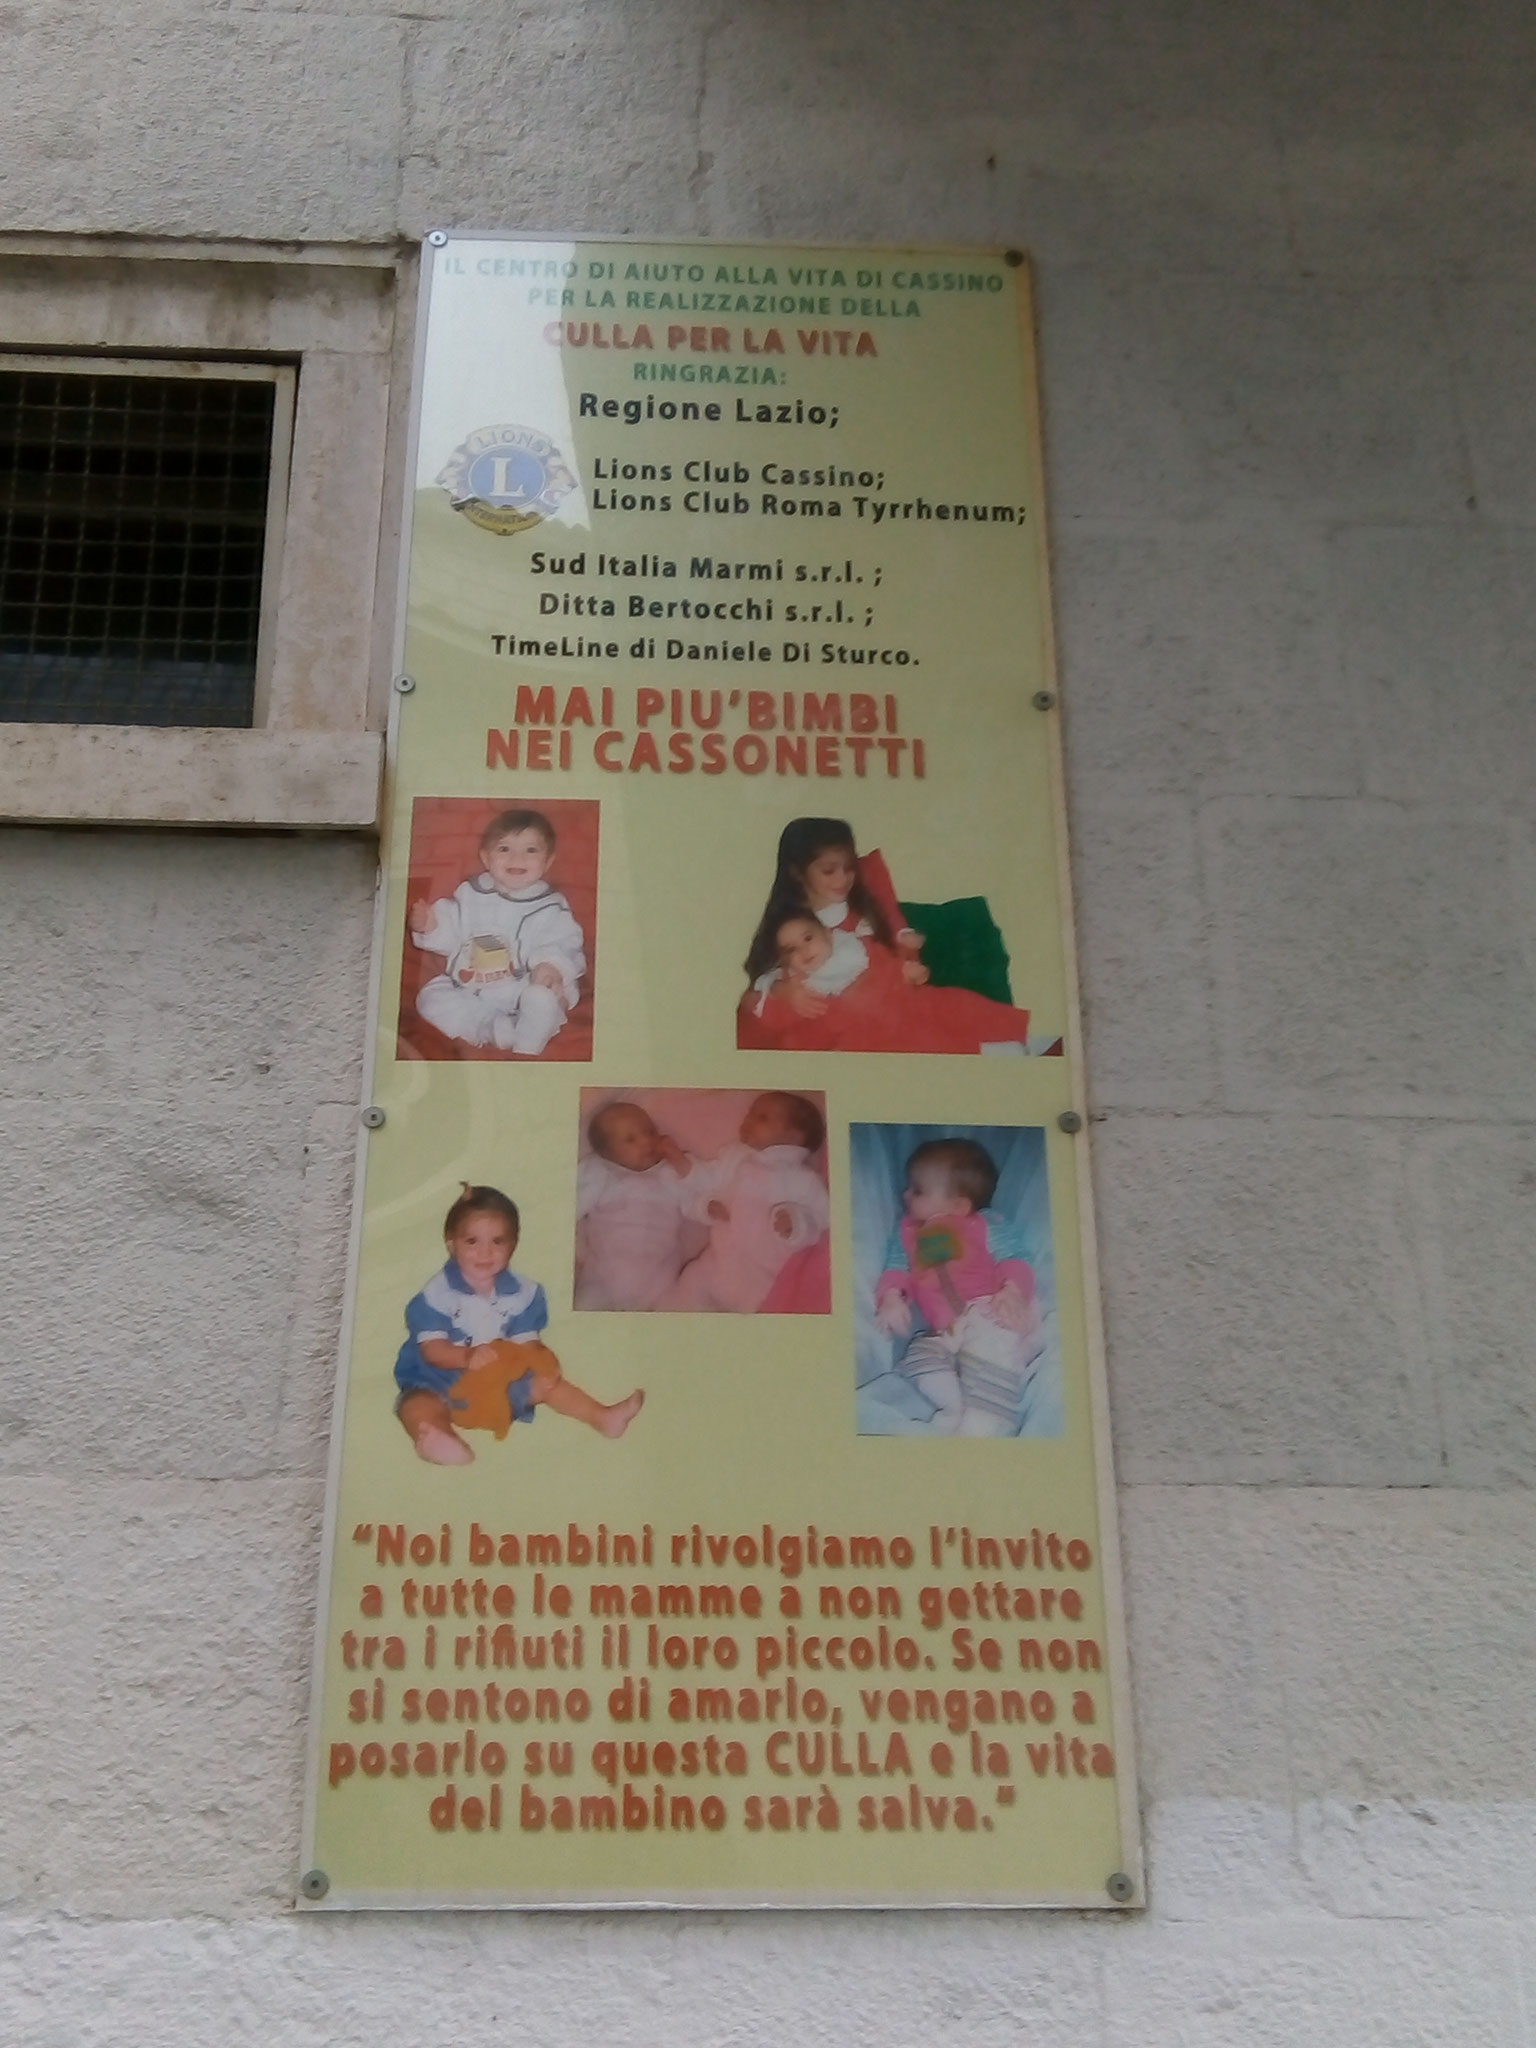 IL CENTRO DI AIUTO ALLA VITA DI CASSINO
PER LA REALIZZAZIONE DELLA
CULLA PER LA VITA
RINGRAZIA:
Regione Lazio;
LIONS
L
INTERNATIONAL
Lions Club Cassino;
Lions Club Roma Tyrrhenum;
Sud Italia Marmi s.r.l. ;
Ditta Bertocchi s.r.l. ;
TimeLine di Daniele Di Sturco.
MAI PIU'BIMBI
NEI CASSONETTI
“Noi bambini rivolgiamo l'invito
a tutte le mamme a non gettare
tra i rifiuti il loro piccolo. Se non
si sentono di amarlo, vengano a
posarlo su questa CULLA e la vita
del bambino sarà salva.”